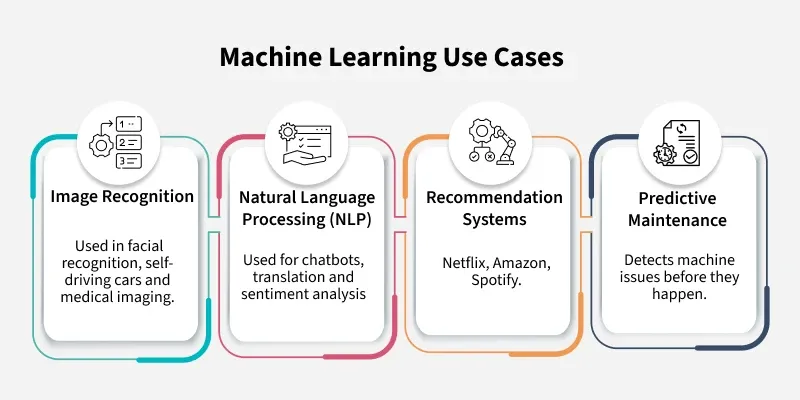 Machine Learning Use Cases
1
2
3
Image Recognition
Used in facial
recognition, self-
driving cars and
medical imaging.
Natural Language
Processing (NLP)
Used for chatbots,
translation and
sentiment analysis
Recommendation
Systems
Netflix, Amazon,
Spotify.
Predictive
Maintenance
Detects machine
issues before they
happen.